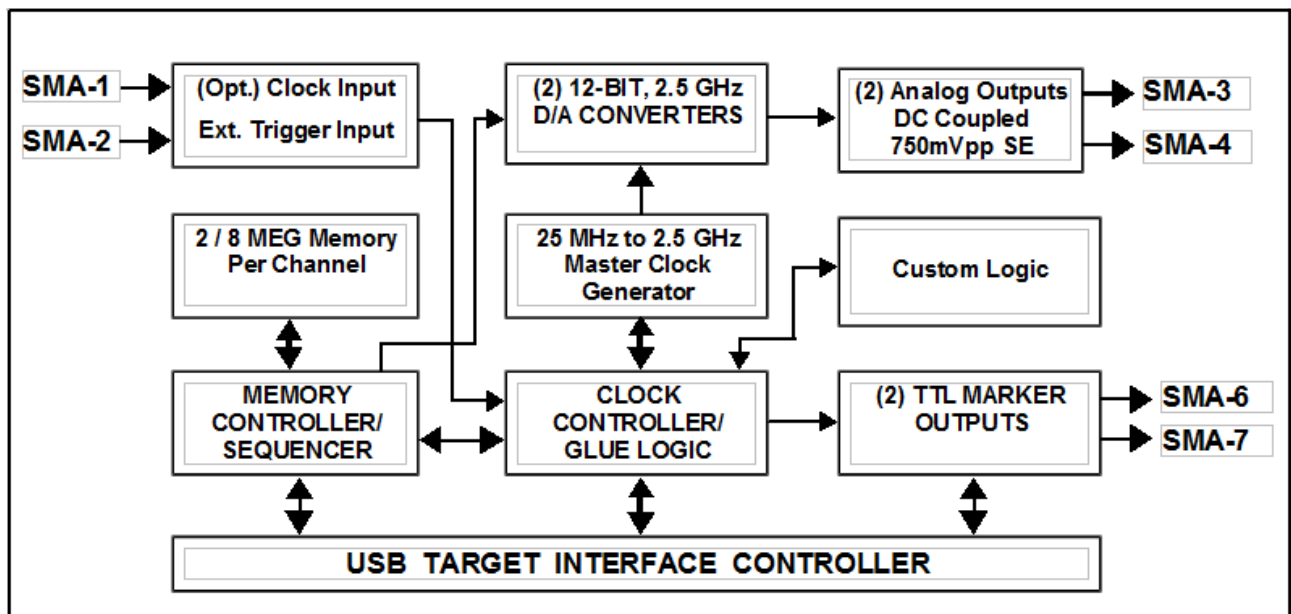 SMA-1
SMA-2
(Opt.) Clock Input
Ext. Trigger Input
(2) 12-BIT, 2.5 GHz
D/A CONVERTERS
(2) Analog Outputs
DC Coupled
750mVpp SE
SMA-3
SMA-4
2 / 8 MEG Memory
Per Channel
25 MHz to 2.5 GHz
Master Clock
Generator
Custom Logic
MEMORY
CONTROLLER/
SEQUENCER
CLOCK
CONTROLLER/
GLUE LOGIC
(2) TTL MARKER
OUTPUTS
SMA-6
SMA-7
USB TARGET INTERFACE CONTROLLER